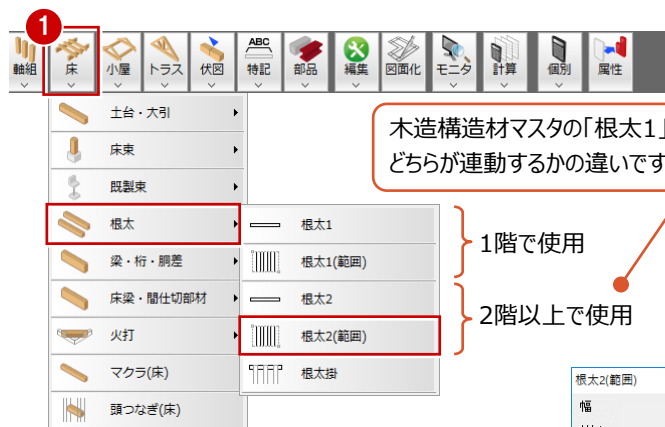 1
軸組
床
小屋
トラス
伏図
ABC
特記
部品
編集
図面化
モニタ
計算
個別
属性
木造構造材マスタの「根太1」
どちらが連動するかの違いです
土台・大引
床束
既製束
根太
梁・桁・胴差
床梁・間仕切部材
火打
マクラ(床)
頭つなぎ(床)
根太1
根太1(範囲)
根太2
根太2(範囲)
根太掛
1階で使用
2階以上で使用
根太2(範囲)
幅